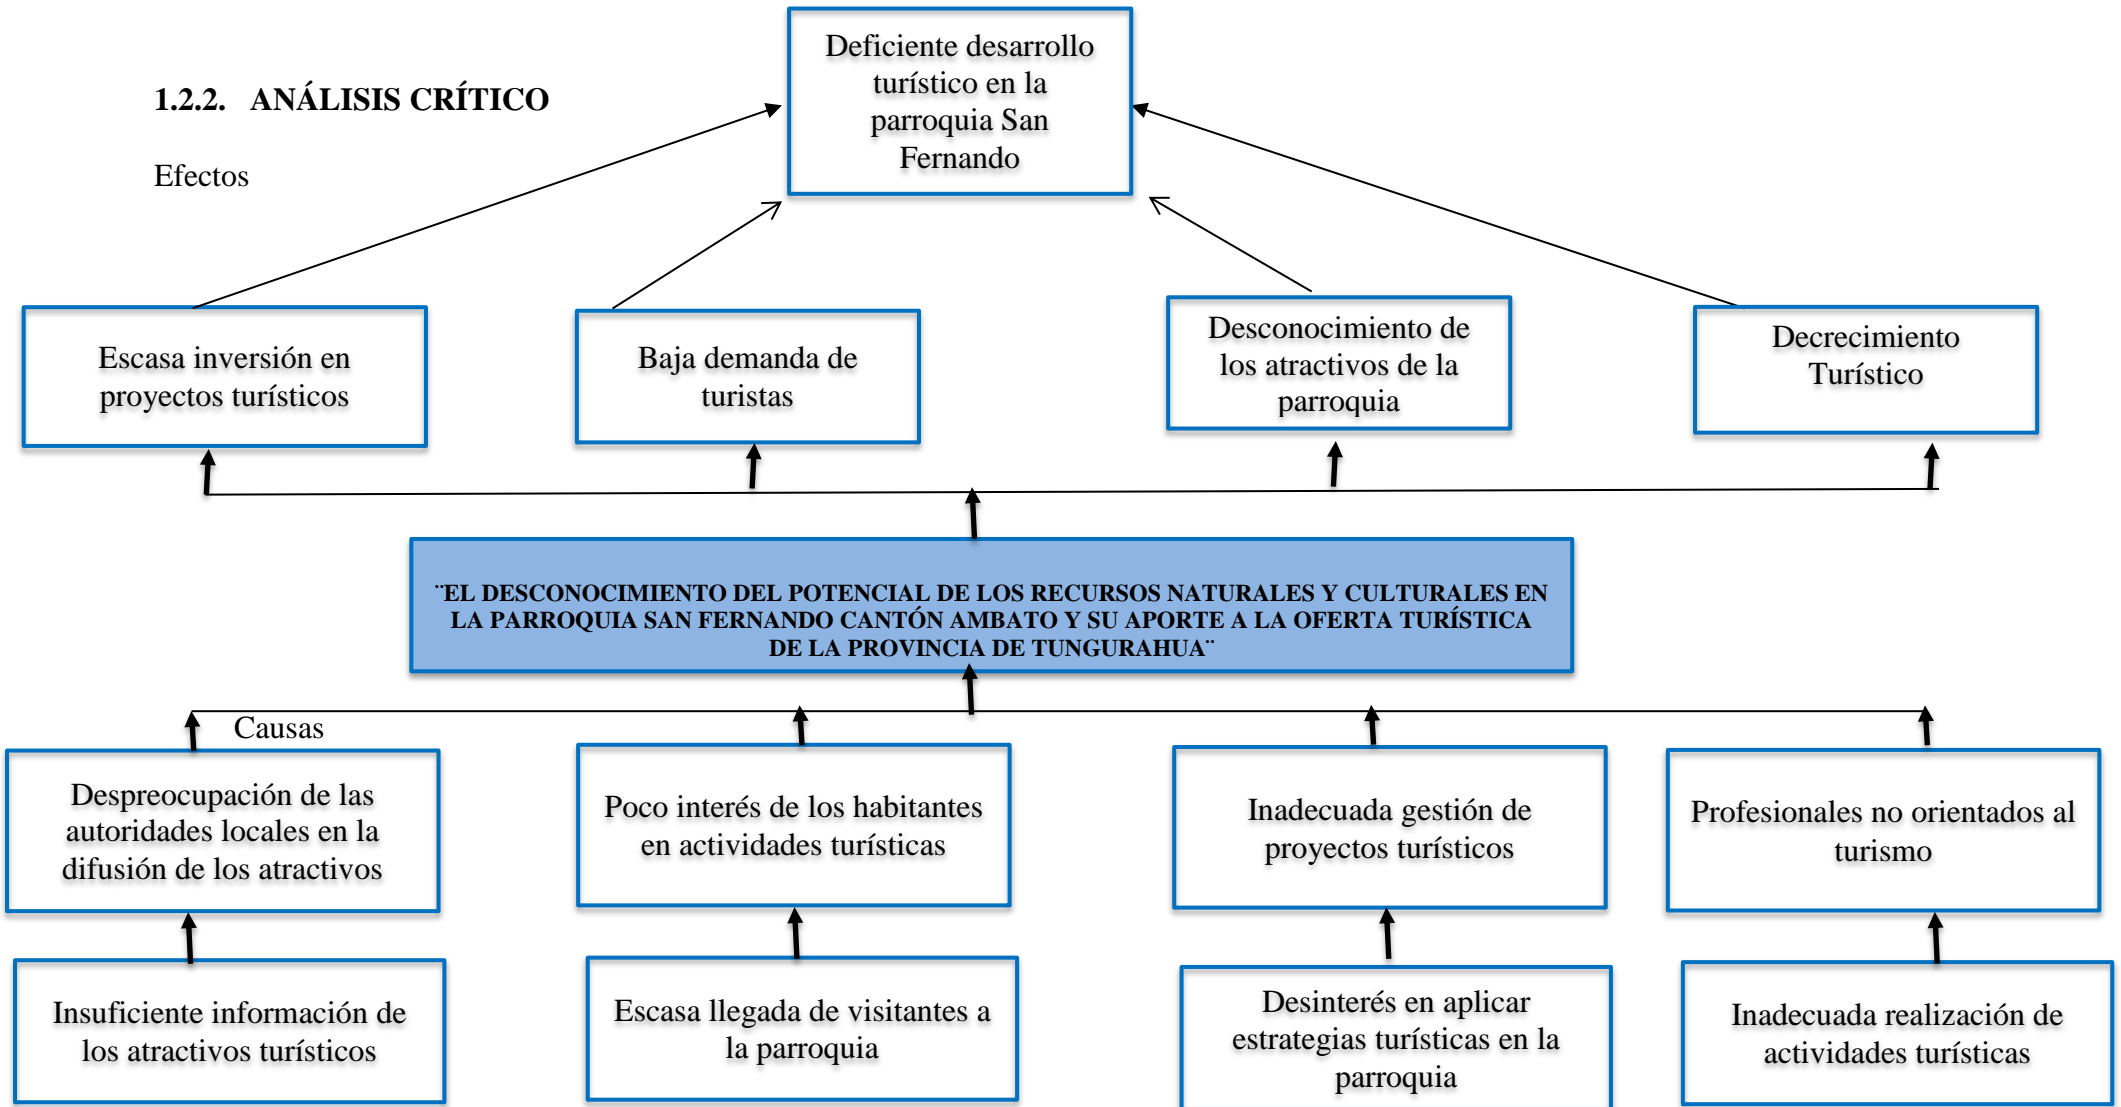 Deficiente desarrollo
turístico en la
parroquia San
Fernando
1.2.2. ANÁLISIS CRÍTICO
Efectos
Escasa inversión en
proyectos turísticos
Baja demanda de
turistas
Desconocimiento de
los atractivos de la
parroquia
Decrecimiento
Turístico
¨EL DESCONOCIMIENTO DEL POTENCIAL DE LOS RECURSOS NATURALES Y CULTURALES EN
LA PARROQUIA SAN FERNANDO CANTÓN AMBATO Y SU APORTE A LA OFERTA TURÍSTICA
DE LA PROVINCIA DE TUNGURAHUA¨
Causas
Despreocupación de las
autoridades locales en la
difusión de los atractivos
Poco interés de los habitantes
en actividades turísticas
Inadecuada gestión de
proyectos turísticos
Profesionales no orientados al
turismo
Insuficiente información de
los atractivos turísticos
Escasa llegada de visitantes a
la parroquia
Desinterés en aplicar
estrategias turísticas en la
parroquia
Inadecuada realización de
actividades turísticas